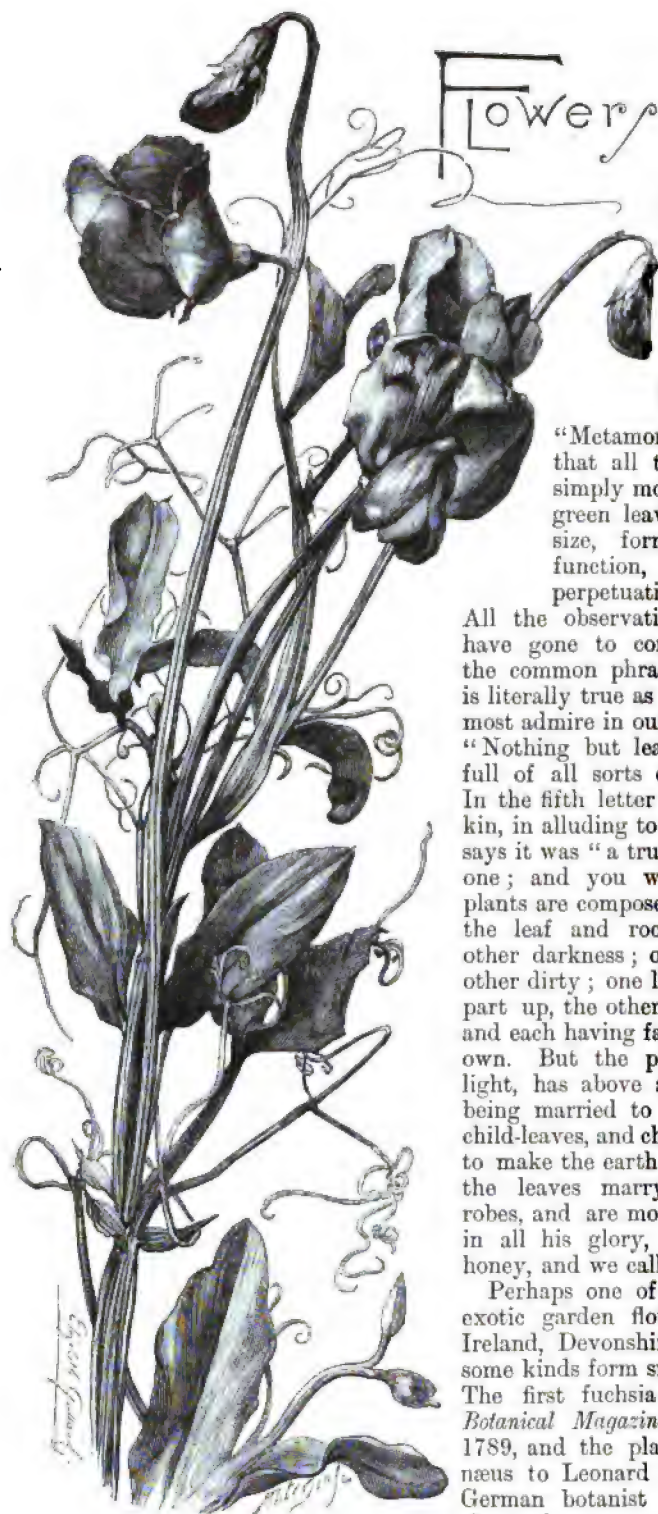 Flowers
“Metamor
that all t
simply mo
green leav
size, form
function,
perpetuati
All the observati
have gone to con
the common phra
is literally true as
most admire in ou
“Nothing but lea
full of all sorts o
In the fifth letter
kin, in alluding to
says it was “a tru
one; and you w
plants are compose
the leaf and roo
other darkness; o
other dirty; one l
part up, the other
and each having fa
own. But the p
light, has above a
being married to
child-leaves, and ch
to make the earth
the leaves marry
robes, and are mo
in all his glory,
honey, and we call
Perhaps one of
exotic garden flo
Ireland, Devonshi
some kinds form s
The first fuchsia
Botanical Magazin
1789, and the pla
næus to Leonard
German botanist